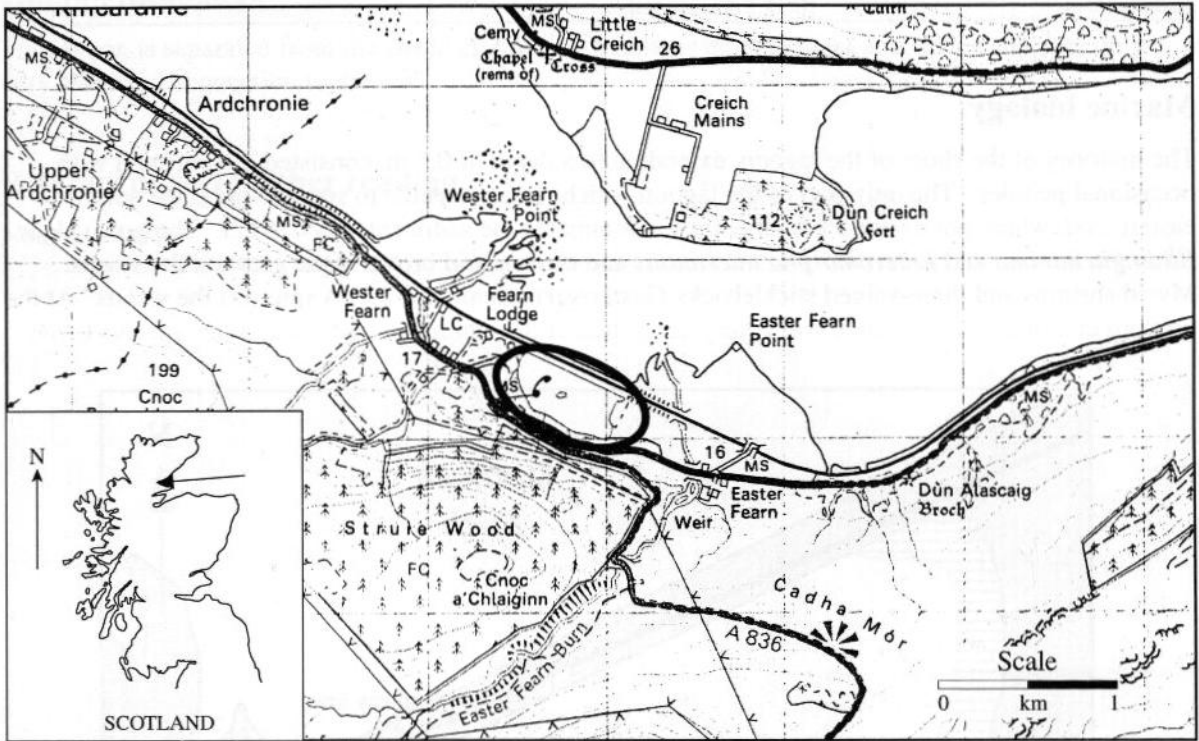 MS
Cemy
MS
Little
Creich
Chapel
(rems of)
Cross
26
Ardchronie
Creich
Mains
Upper
Ardchronie
MS
FC
Wester Fearn
Point
112
Dùn Creich
fort
Wester
Fearn
Fearn
Lodge
LC
17
Easter Fearn
Point
199
Cnoc
MS
16
MS
Easter
Fearn
Weir
Dùn Alascaig
Broch
Struie Wood
FC
Cnoc
a'Chlaiginn
Easter Fearn Burn
Cadha Mór
A 836
N
SCOTLAND
Scale
0 km 1